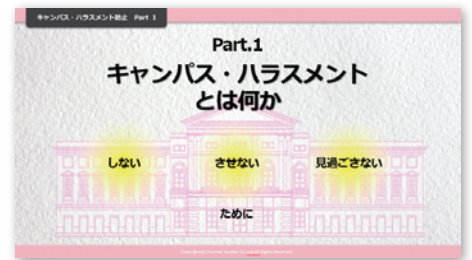 キャンパス・ハラスメント防止 Part 1
Part.1
キャンパス・ハラスメント
とは何か
しない
させない
見過ごさない
ために